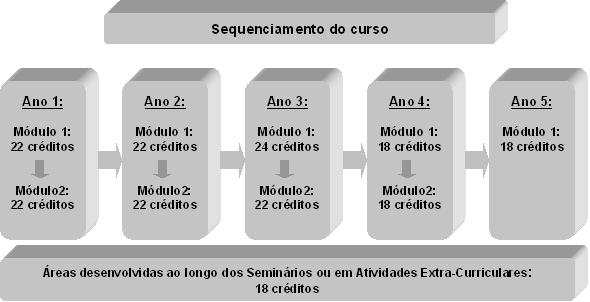 Sequenciamento do curso
Ano 1:
Módulo 1:
22 créditos
Módulo2:
22 créditos
Ano 2:
Módulo 1:
22 créditos
Módulo2:
22 créditos
Ano 3:
Módulo 1:
24 créditos
Módulo2:
22 créditos
Ano 4:
Módulo 1:
18 créditos
Módulo2:
18 créditos
Ano 5:
Módulo 1:
18 créditos
Áreas desenvolvidas ao longo dos Seminários ou em Atividades Extra-Curriculares:
18 créditos